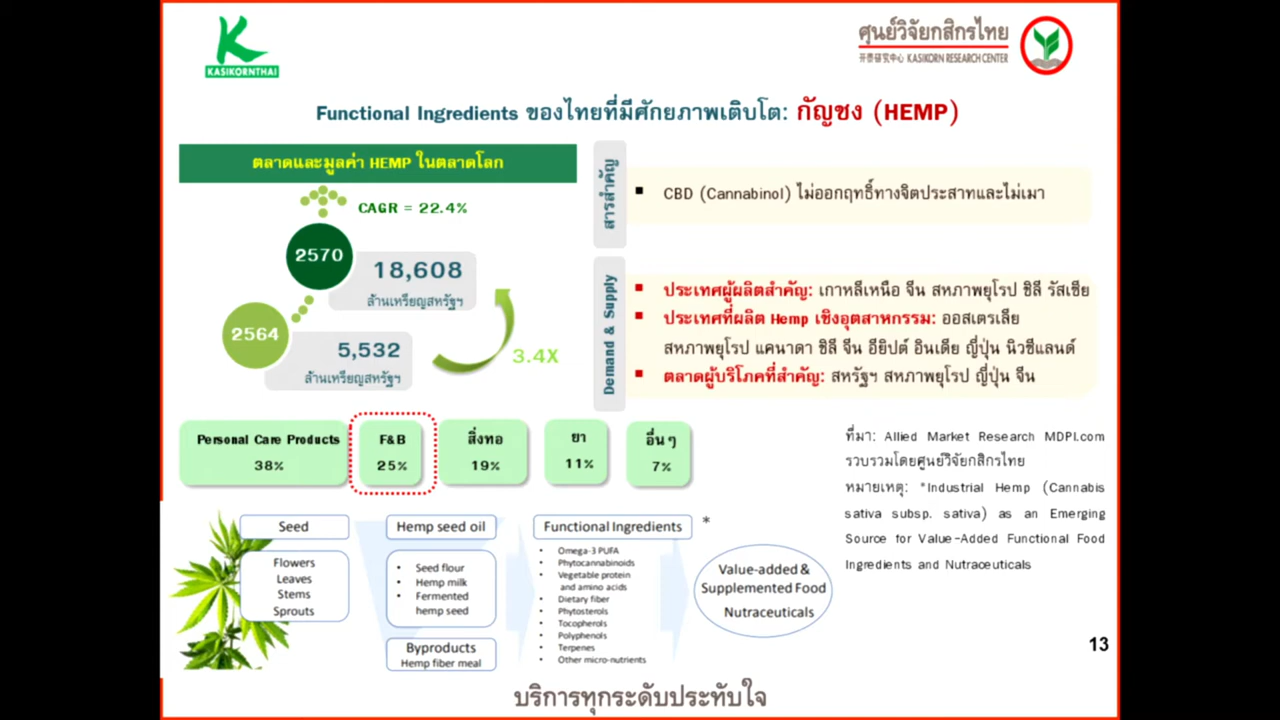 KASIKORNTHAI
ศูนย์วิจัยกสิกรไทย
开泰研究中心 KASIKORN RESEARCH CENTER
Functional Ingredients ของไทยที่มีศักยภาพเติบโต: กัญชง (HEMP)
ตลาดและมูลค่า HEMP ในตลาดโลก
CAGR = 22.4%
2570
18,608
ล้านเหรียญสหรัฐฯ
2564
5,532
ล้านเหรียญสหรัฐฯ
3.4X
สารสำคัญ
▪ CBD (Cannabinol) ไม่ออกฤทธิ์ทางจิตประสาทและไม่เมา
Demand & Supply
▪ ประเทศผู้ผลิตสำคัญ: เกาหลีเหนือ จีน สหภาพยุโรป ชิลี รัสเซีย
▪ ประเทศที่ผลิต Hemp เชิงอุตสาหกรรม: ออสเตรเลีย
สหภาพยุโรป แคนาดา ชิลี จีน อียิปต์ อินเดีย ญี่ปุ่น นิวซีแลนด์
▪ ตลาดผู้บริโภคที่สำคัญ: สหรัฐฯ สหภาพยุโรป ญี่ปุ่น จีน
Personal Care Products
38%
F&B
25%
สิ่งทอ
19%
ยา
11%
อื่นๆ
7%
ที่มา: Allied Market Research MDPI.com
รวบรวมโดยศูนย์วิจัยกสิกรไทย
หมายเหตุ: *Industrial Hemp (Cannabis
sativa subsp. sativa) as an Emerging
Source for Value-Added Functional Food
Ingredients and Nutraceuticals
Seed
Flowers
Leaves
Stems
Sprouts
Hemp seed oil
• Seed flour
• Hemp milk
• Fermented
hemp seed
Byproducts
Hemp fiber meal
Functional Ingredients *
• Omega-3 PUFA
• Phytocannabinoids
• Vegetable protein
and amino acids
• Dietary fiber
• Phytosterols
• Tocopherols
• Polyphenols
• Terpenes
• Other micro-nutrients
Value-added &
Supplemented Food
Nutraceuticals
13
บริการทุกระดับประทับใจ